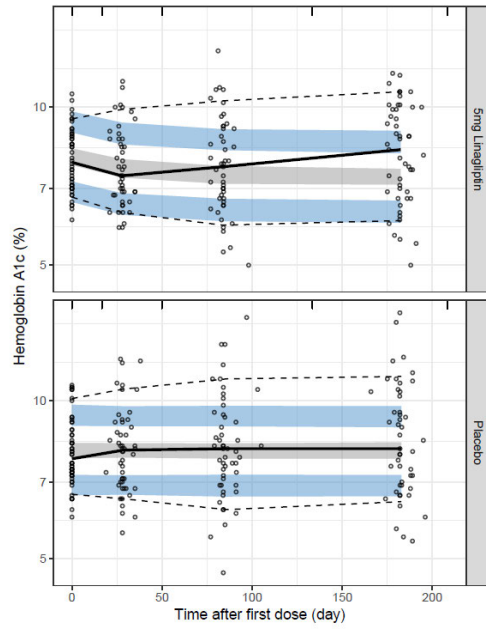 Hemoglobin A1c (%)
10
7
5
5mg Linagliptin
10
7
5
Placebo
0 50 100 150 200
Time after first dose (day)